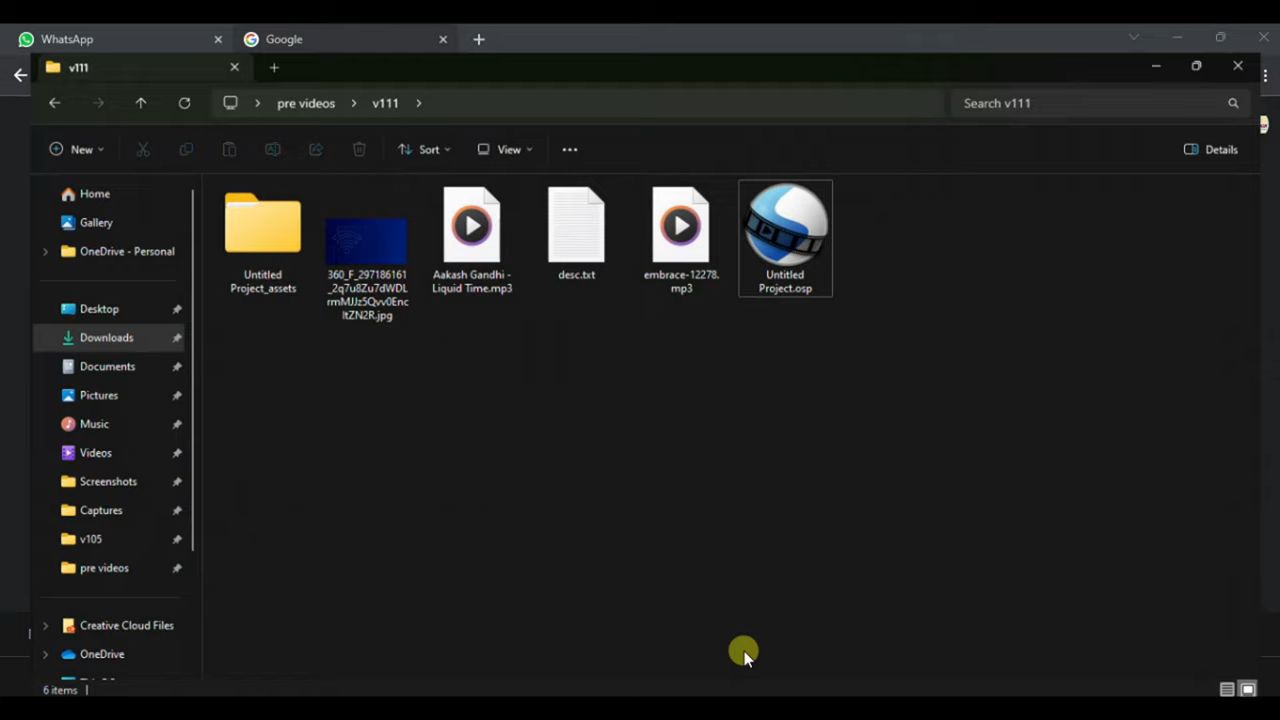 WhatsApp
Google
v111
pre videos
v111
Search v111
New
Sort
View
Details
Home
Gallery
OneDrive - Personal
Desktop
Downloads
Documents
Pictures
Music
Videos
Screenshots
Captures
v105
pre videos
Creative Cloud Files
OneDrive
Untitled
Project_assets
360_F_297186161
_2q7u8Zu7dWDL
rmMJJz5Qvv0Enc
ItZN2R.jpg
Aakash Gandhi -
Liquid Time.mp3
desc.txt
embrace-12278.
mp3
Untitled
Project.osp
6 items